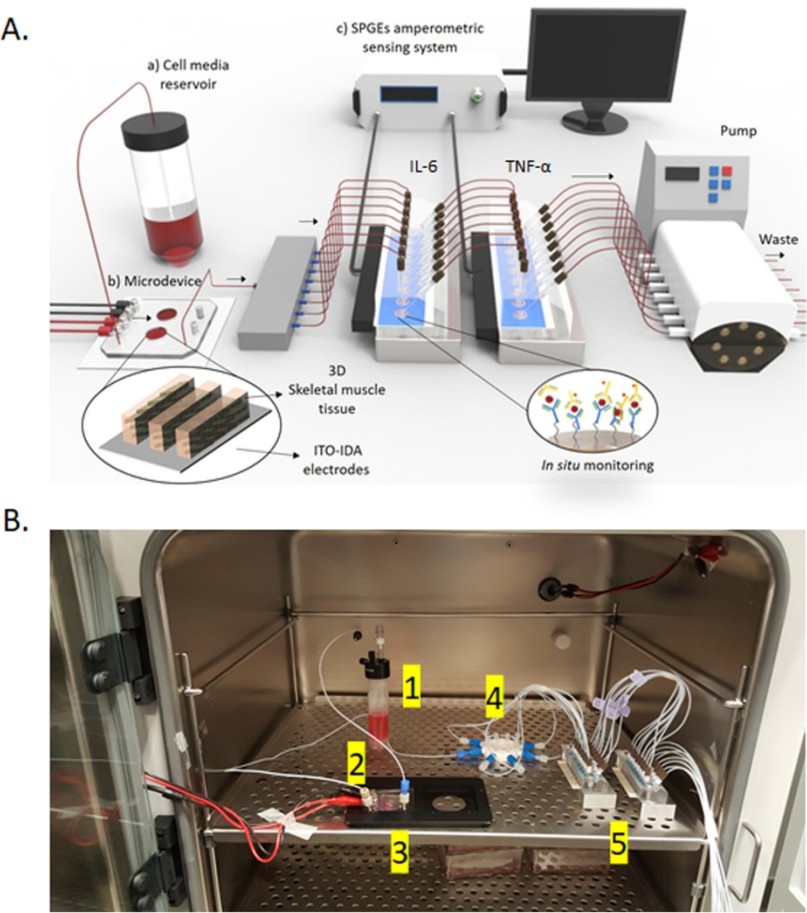 A.
c) SPGEs amperometric
sensing system
a) Cell media
reservoir
Pump
IL-6
TNF-α
Waste
b) Microdevice
3D
Skeletal muscle
tissue
ITO-IDA
electrodes
In situ monitoring
B.
1
4
2
3
5